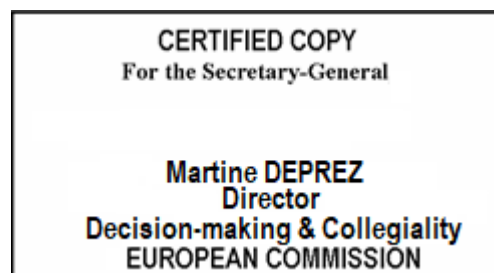 CERTIFIED COPY
For the Secretary-General
Martine DEPREZ
Director
Decision-making & Collegiality
EUROPEAN COMMISSION